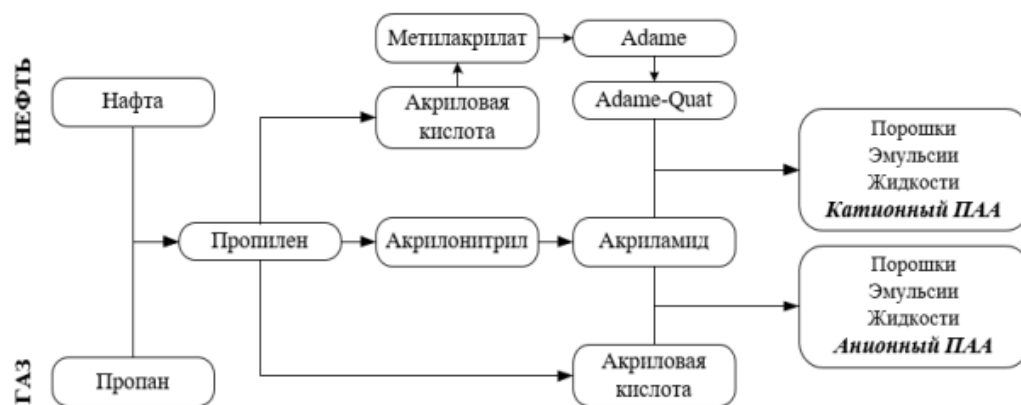 НЕФТЬ
ГАЗ
Нафта
Пропан
Пропилен
Метилакрилат
Акриловая
кислота
Акрилонитрил
Adame
Adame-Quat
Акриламид
Акриловая
кислота
Порошки
Эмульсии
Жидкости
Катионный ПАА
Порошки
Эмульсии
Жидкости
Анионный ПАА